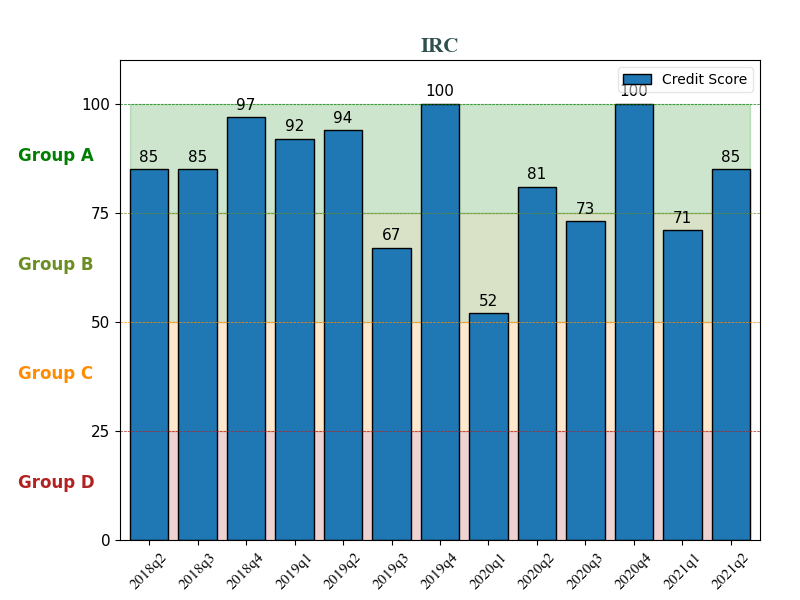 IRC
Credit Score
100
75
50
25
0
Group A
Group B
Group C
Group D
85
85
97
92
94
67
100
52
81
73
100
71
85
2018q2
2018q3
2018q4
2019q1
2019q2
2019q3
2019q4
2020q1
2020q2
2020q3
2020q4
2021q1
2021q2